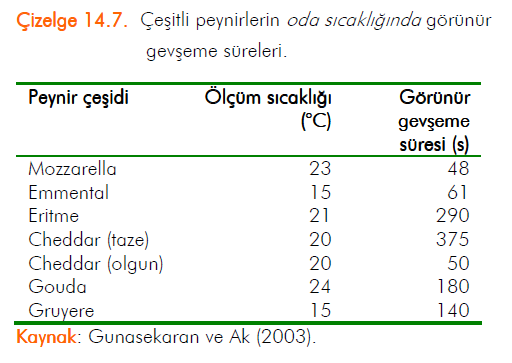 Çizelge 14.7. Çeşitli peynirlerin oda sıcaklığında görünür
gevşeme süreleri.
Peynir çeşidi Ölçüm sıcaklığı Görünür
(°C) gevşeme
süresi (s)
Mozzarella 23 48
Emmental 15 61
Eritme 21 290
Cheddar (taze) 20 375
Cheddar (olgun) 20 50
Gouda 24 180
Gruyere 15 140
Kaynak: Gunasekaran ve Ak (2003).